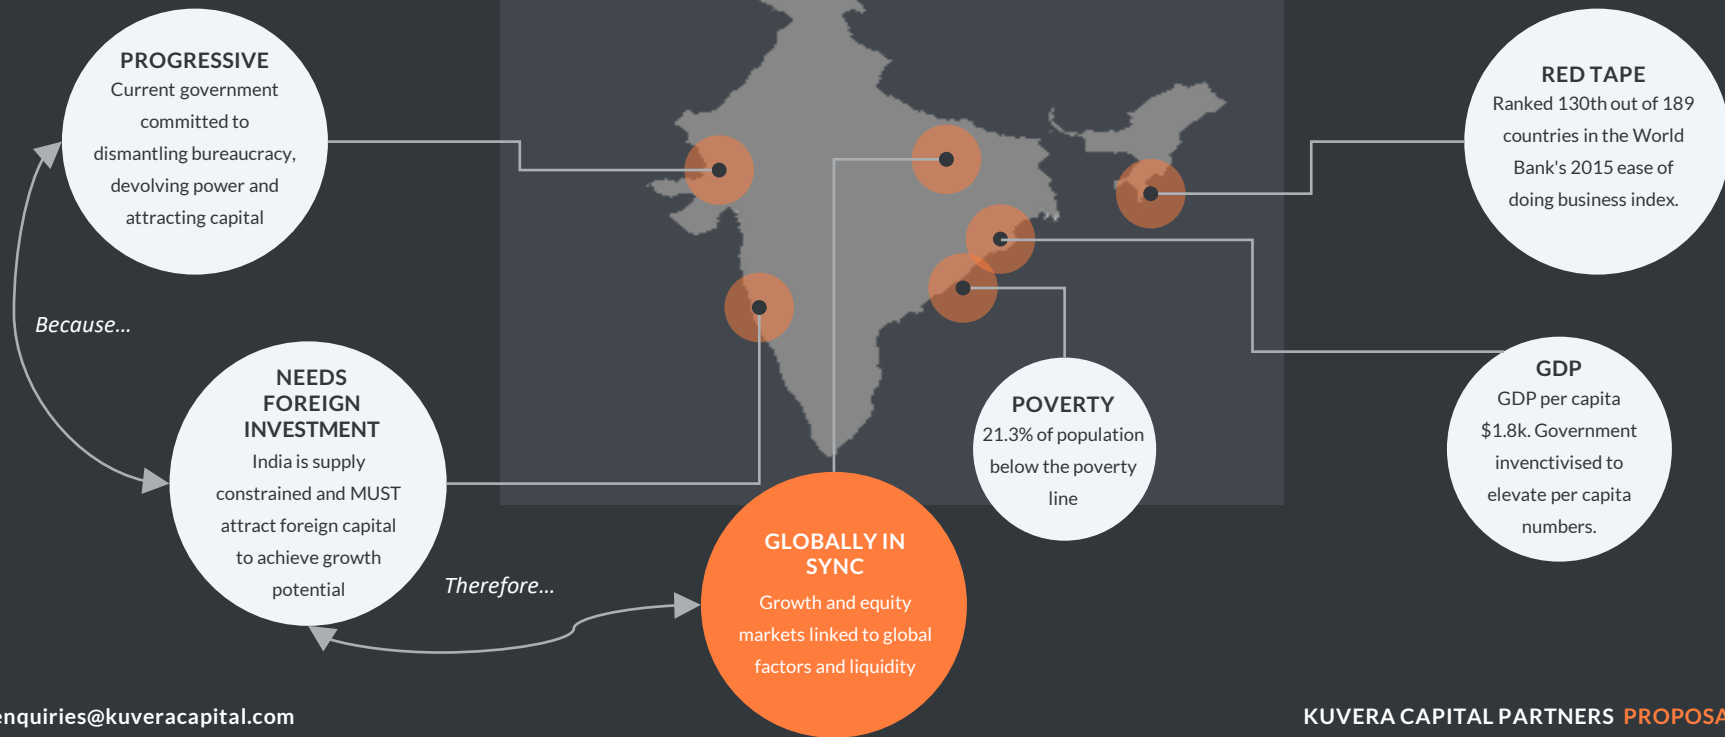 PROGRESSIVE
Current government
committed to
dismantling bureaucracy,
devolving power and
attracting capital
RED TAPE
Ranked 130th out of 189
countries in the World
Bank's 2015 ease of
doing business index.
Because...
NEEDS
FOREIGN
INVESTMENT
India is supply
constrained and MUST
attract foreign capital
to achieve growth
potential
Therefore...
GLOBALLY IN
SYNC
Growth and equity
markets linked to global
factors and liquidity
POVERTY
21.3% of population
below the poverty
line
GDP
GDP per capita
$1.8k. Government
invenctivised to
elevate per capita
numbers.
enquiries@kuveracapital.com
KUVERA CAPITAL PARTNERS PROPOSA